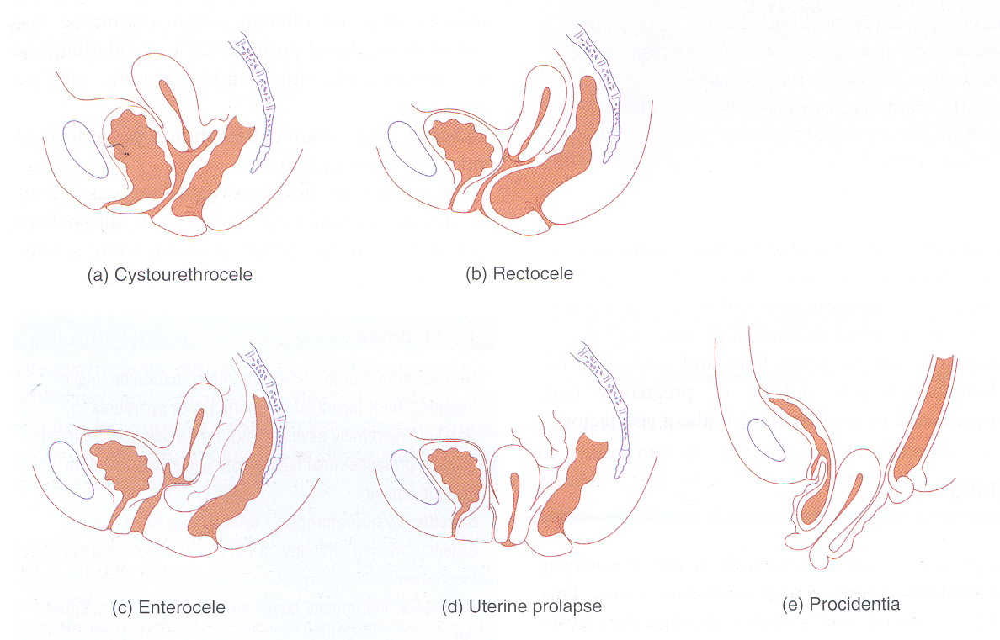 (a) Cystourethrocele
(b) Rectocele
(c) Enterocele
(d) Uterine prolapse
(e) Procidentia